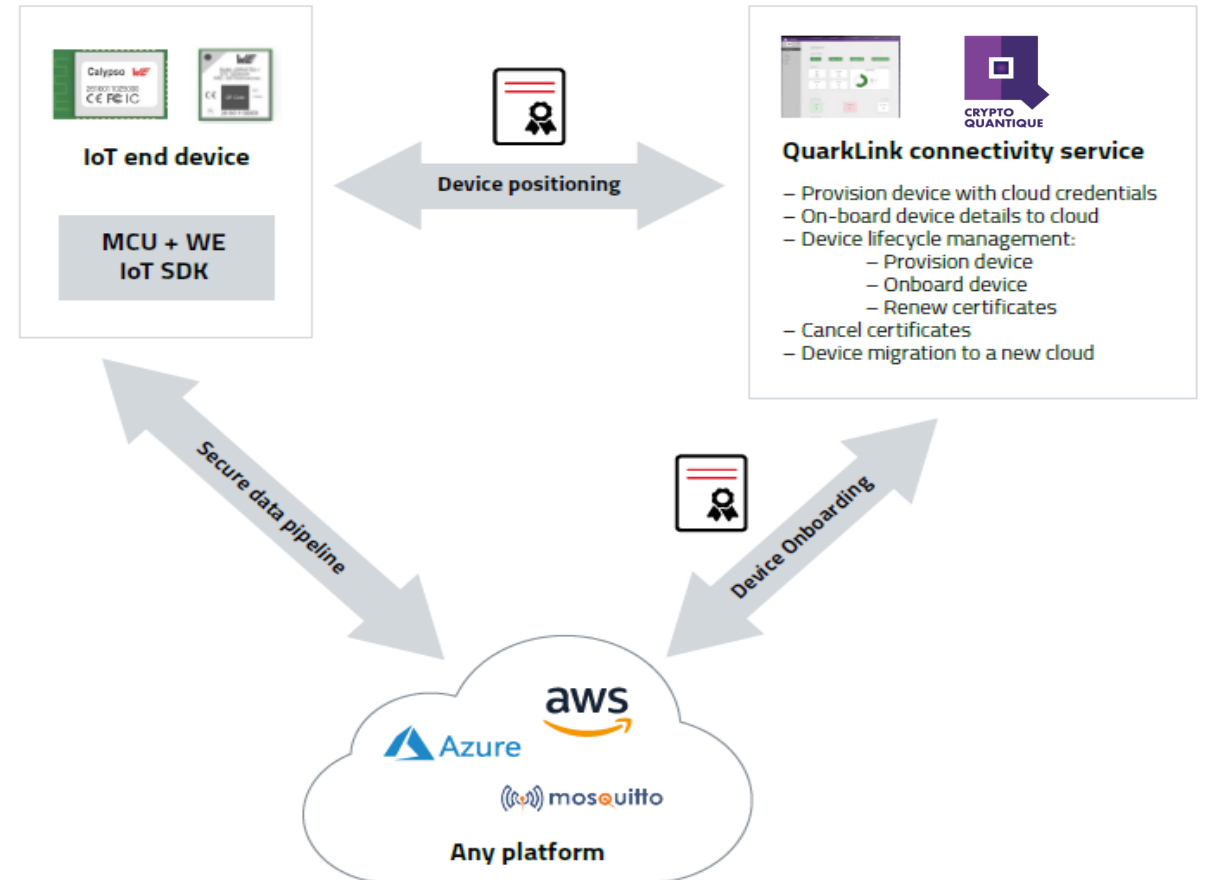 Calypso WE
CE FC IC
IoT end device
MCU + WE
IoT SDK
Device positioning
CRYPTO
QUANTIQUE
QuarkLink connectivity service
– Provision device with cloud credentials
– On-board device details to cloud
– Device lifecycle management:
– Provision device
– Onboard device
– Renew certificates
– Cancel certificates
– Device migration to a new cloud
Secure data pipeline
Device Onboarding
aws
Azure
mosquitto
Any platform